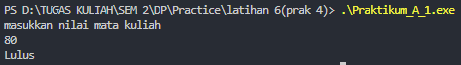 PS D:\TUGAS KULIAH\SEM 2\DP\Practice\latihan 6(prak 4)> .\Praktikum_A_1.exe
masukkan nilai mata kuliah
80
Lulus